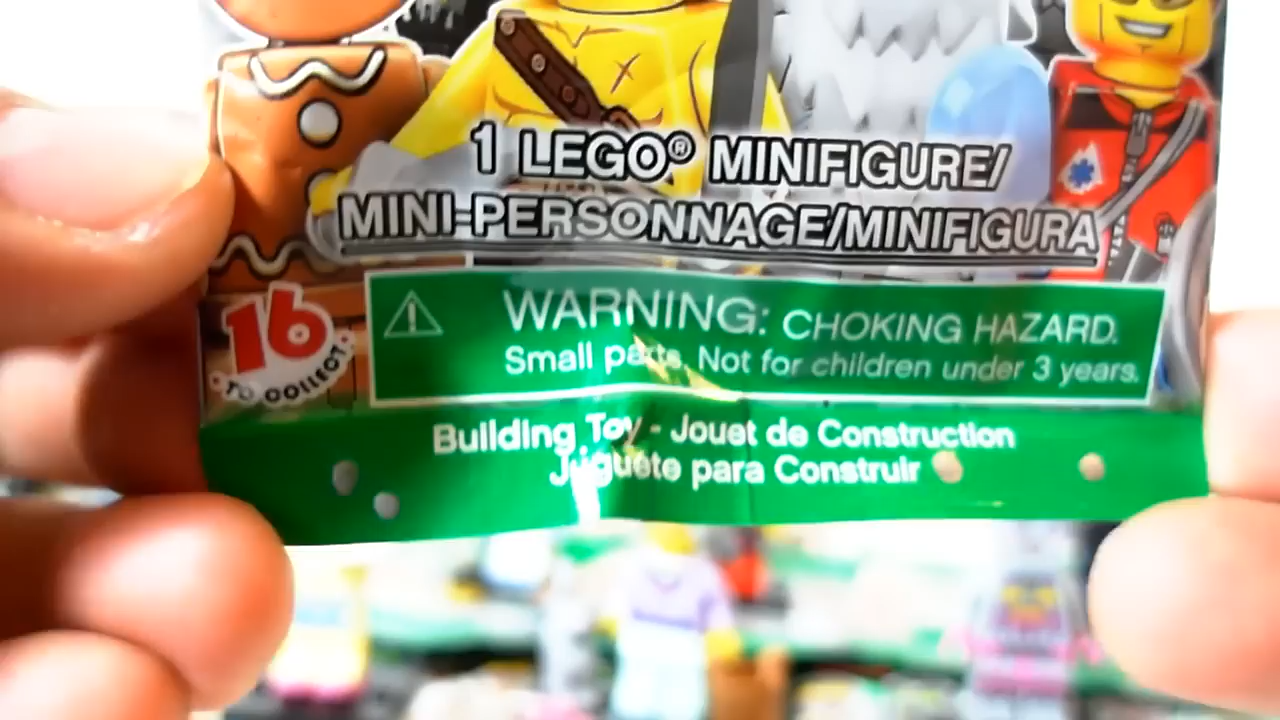 1 LEGO® MINIFIGURE/
MINI-PERSONNAGE/MINIFIGURA
16
TO COLLECT
WARNING: CHOKING HAZARD.
Small parts. Not for children under 3 years.
Building Toy - Jouet de Construction
Juguete para Construir